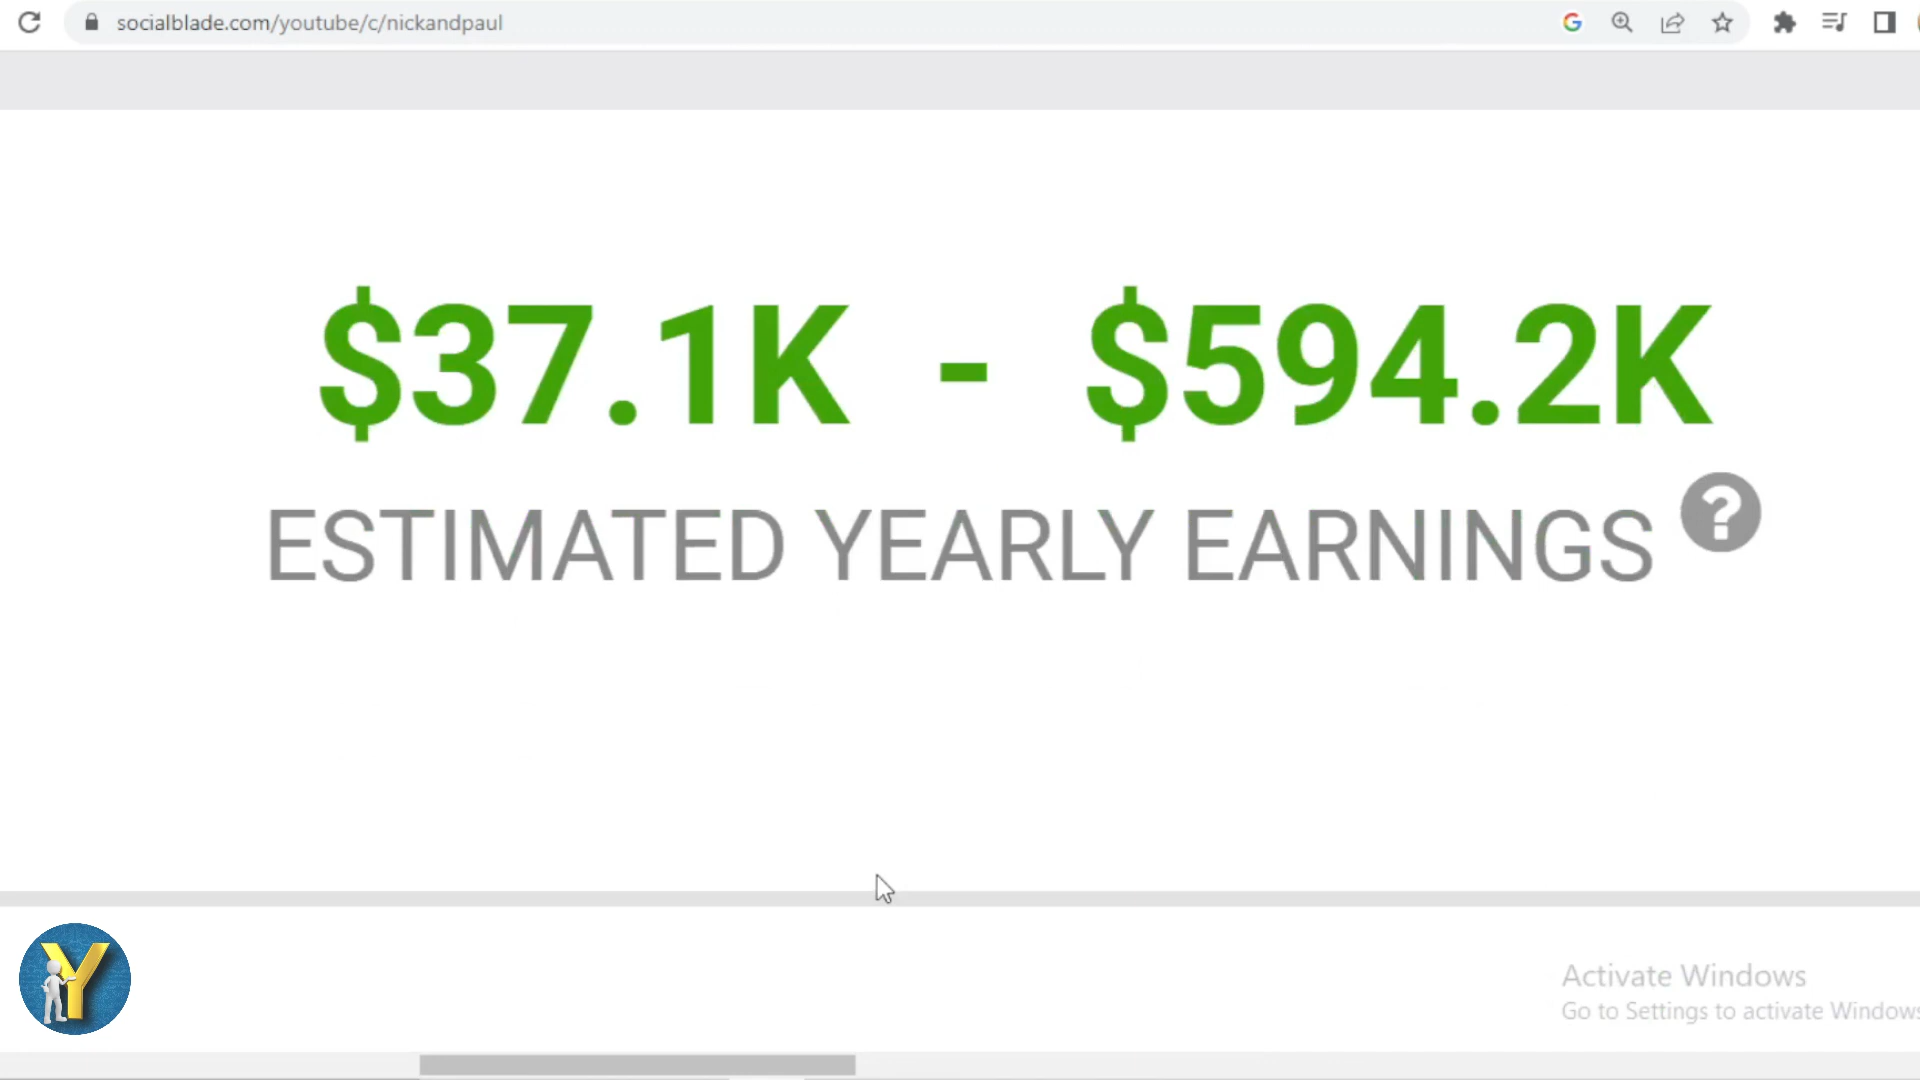 socialblade.com/youtube/c/nickandpaul
$37.1K - $594.2K
ESTIMATED YEARLY EARNINGS ?
Y
Activate Windows
Go to Settings to activate Windows